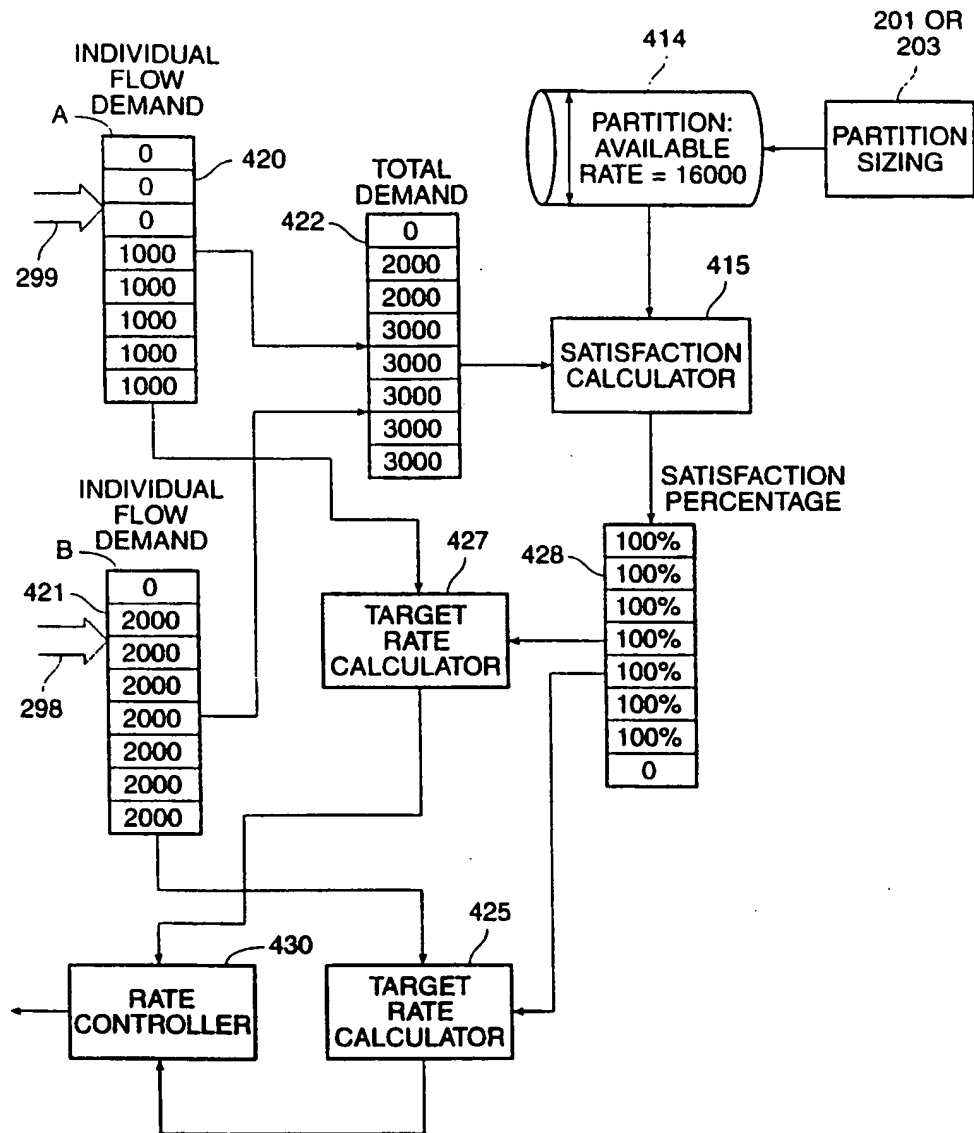 INDIVIDUAL
FLOW
DEMAND
A
420
0
0
0
1000
1000
1000
1000
1000
299
TOTAL
DEMAND
422
0
2000
2000
3000
3000
3000
3000
3000
414
PARTITION:
AVAILABLE
RATE = 16000
201 OR
203
PARTITION
SIZING
415
SATISFACTION
CALCULATOR
SATISFACTION
PERCENTAGE
428
100%
100%
100%
100%
100%
100%
100%
0
INDIVIDUAL
FLOW
DEMAND
B
421
0
2000
2000
2000
2000
2000
2000
2000
298
427
TARGET
RATE
CALCULATOR
430
RATE
CONTROLLER
425
TARGET
RATE
CALCULATOR